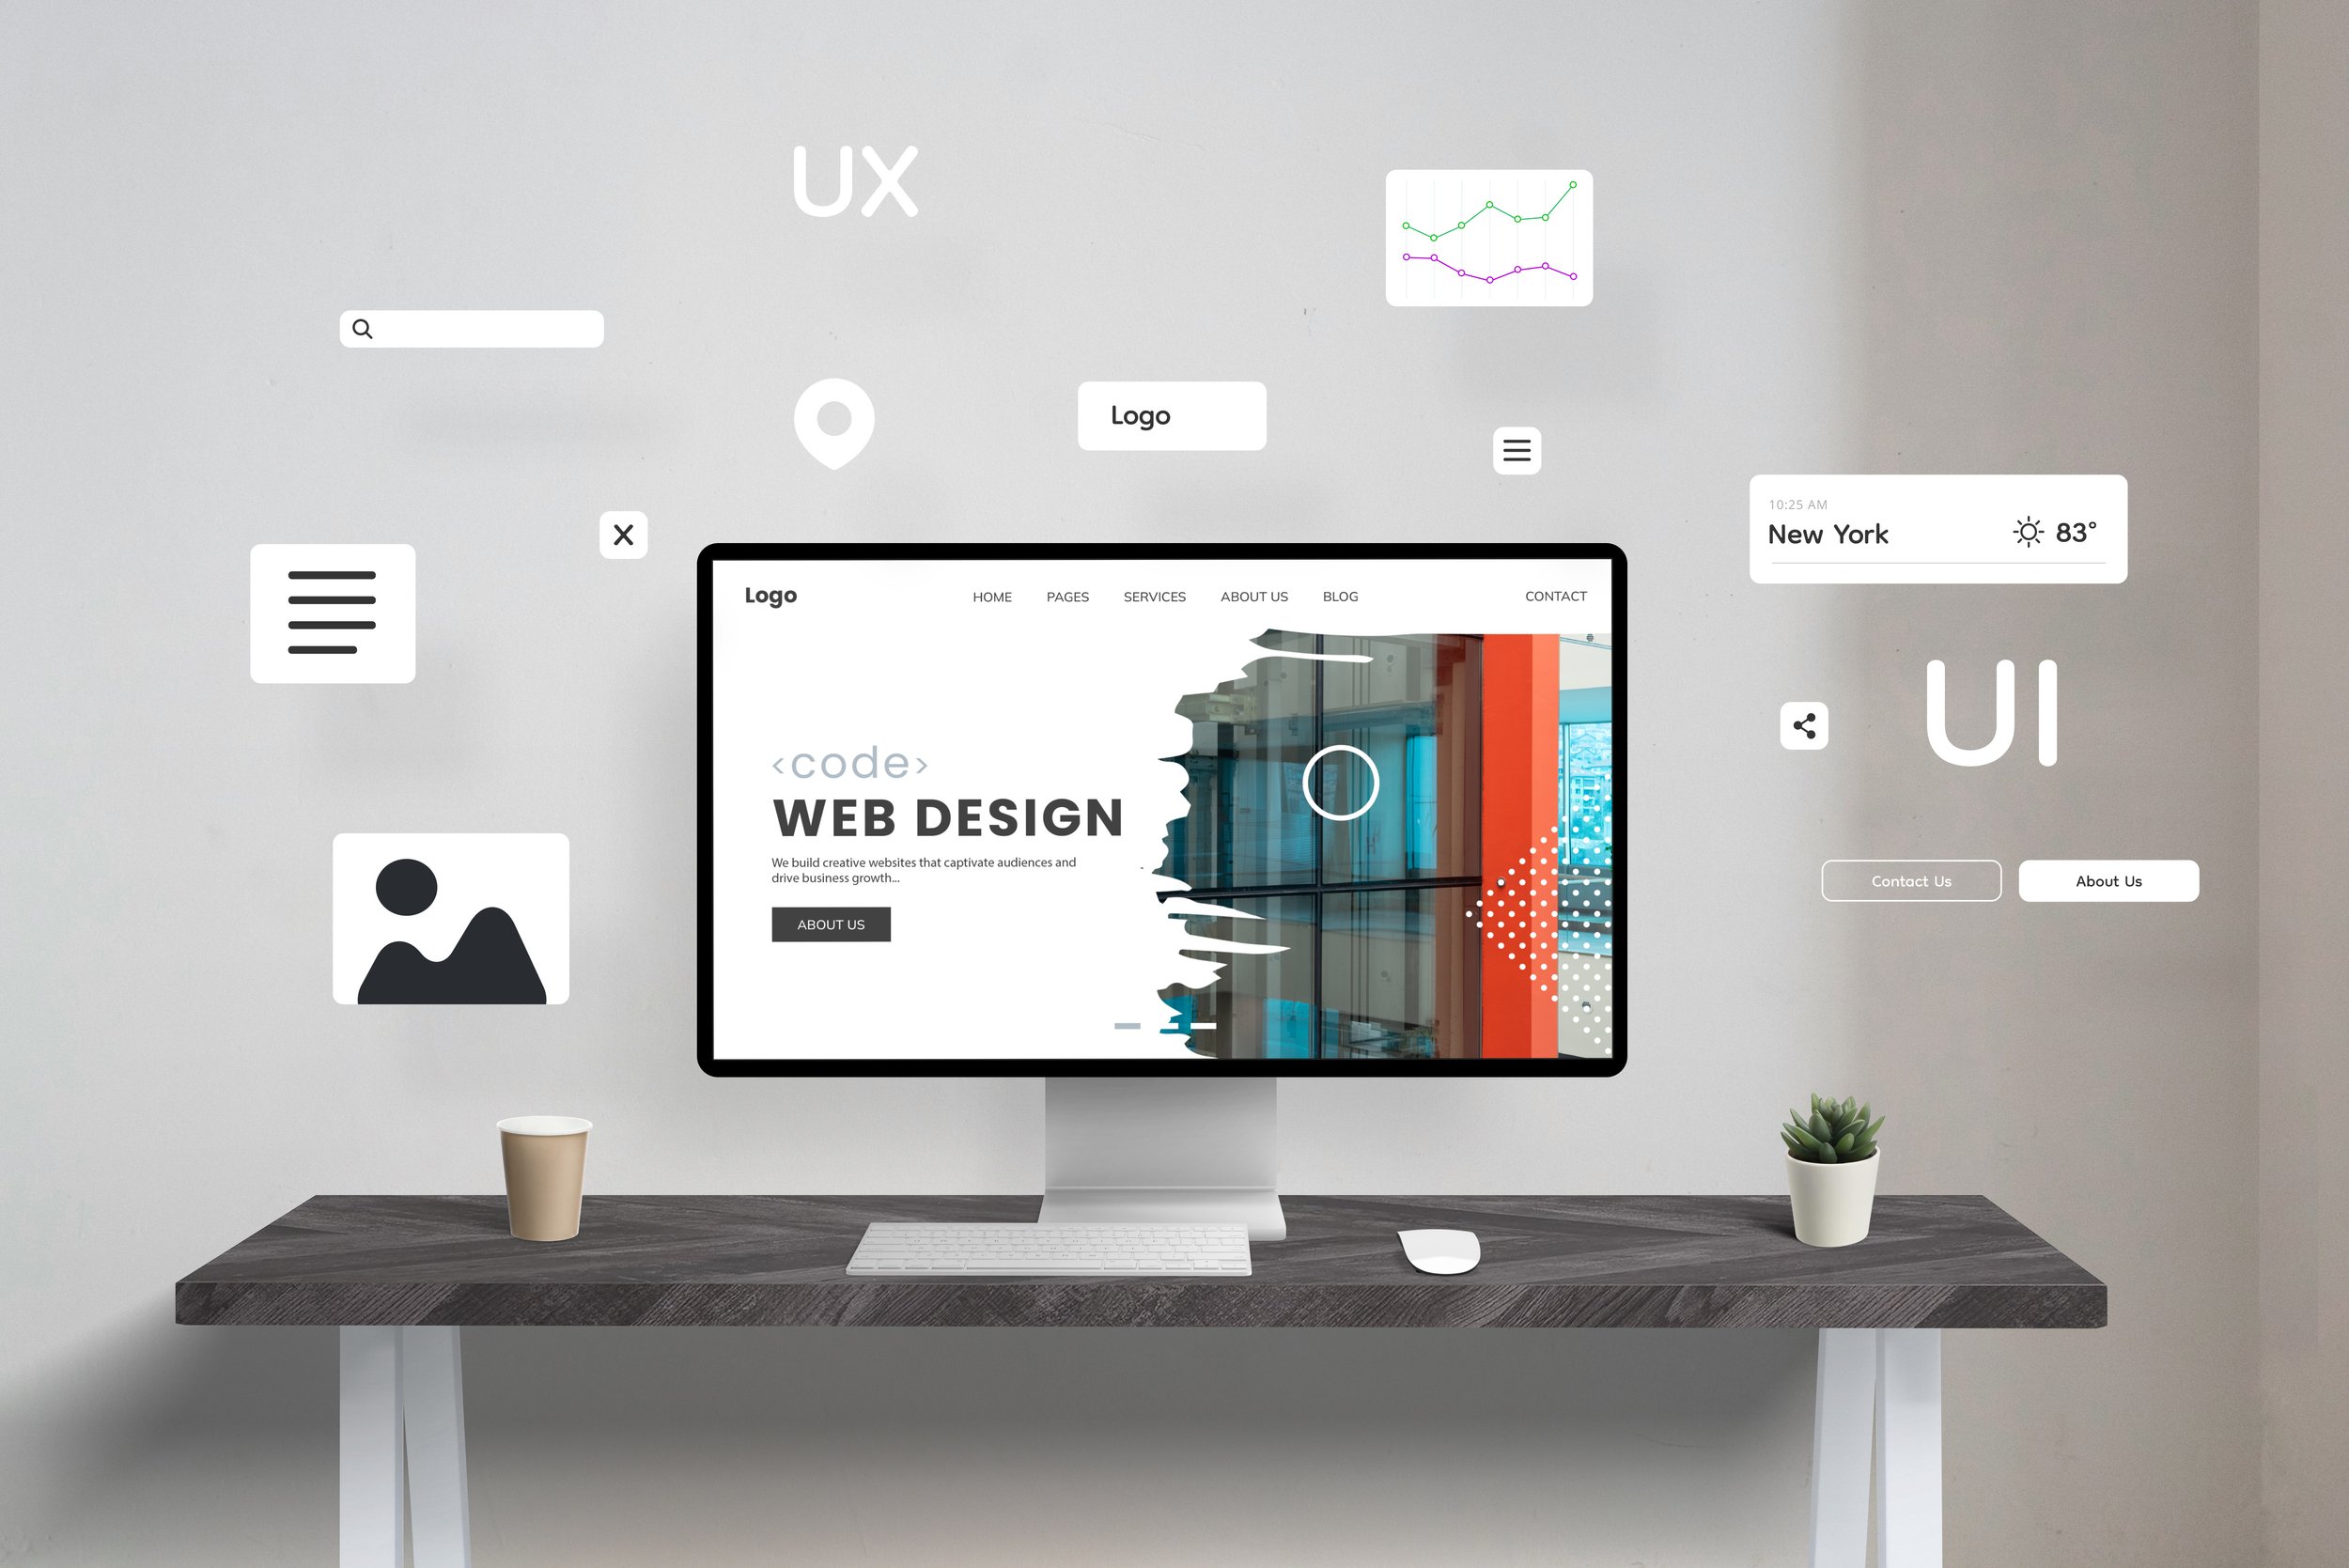 UX
Logo
X
10:25 AM
New York 83°
Logo HOME PAGES SERVICES ABOUT US BLOG CONTACT
UI
<code>
WEB DESIGN
We build creative websites that captivate audiences and
drive business growth...
ABOUT US
Contact Us About Us